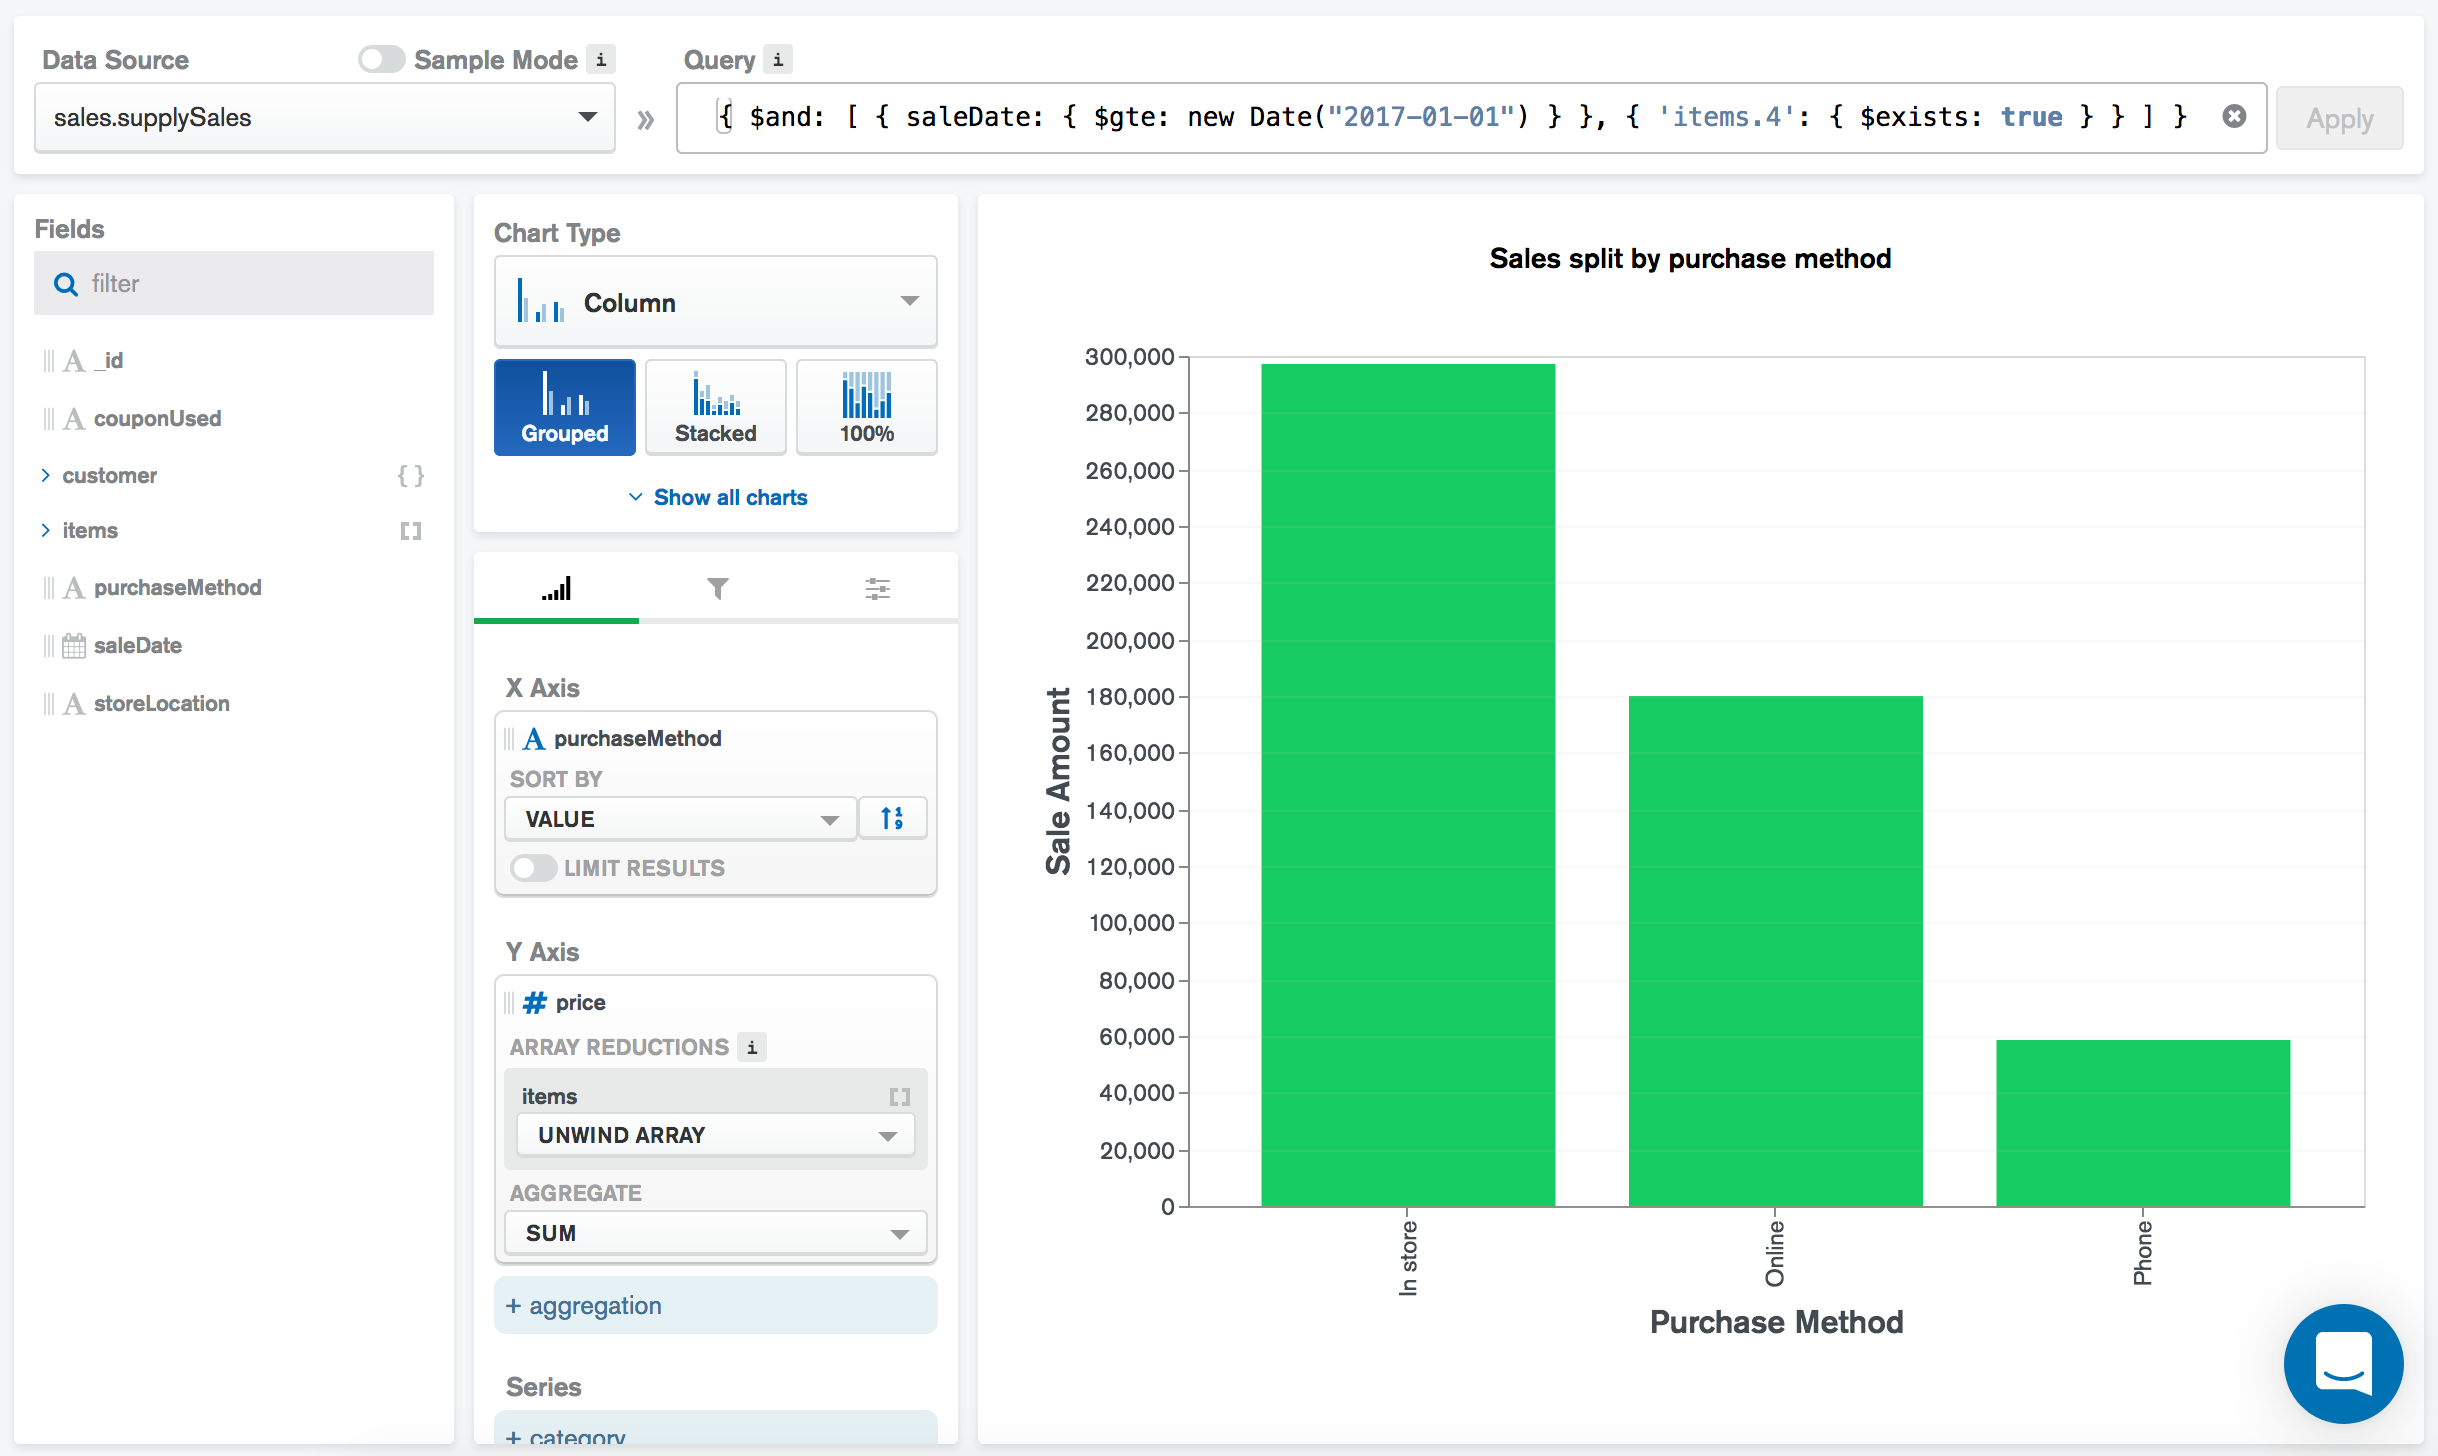 Data Source
Sample Mode i
sales.supplySales
»
Query i
{ $and: [ { saleDate: { $gte: new Date("2017-01-01") } }, { 'items.4': { $exists: true } } ] }
Apply
Fields
filter
A _id
A couponUsed
customer {}
items []
A purchaseMethod
saleDate
A storeLocation
Chart Type
Column
Grouped
Stacked
100%
Show all charts
X Axis
A purchaseMethod
SORT BY
VALUE
1
9
LIMIT RESULTS
Y Axis
# price
ARRAY REDUCTIONS i
items []
UNWIND ARRAY
AGGREGATE
SUM
+ aggregation
Series
+ category
Sales split by purchase method
Sale Amount
300,000
280,000
260,000
240,000
220,000
200,000
180,000
160,000
140,000
120,000
100,000
80,000
60,000
40,000
20,000
0
In store
Online
Phone
Purchase Method